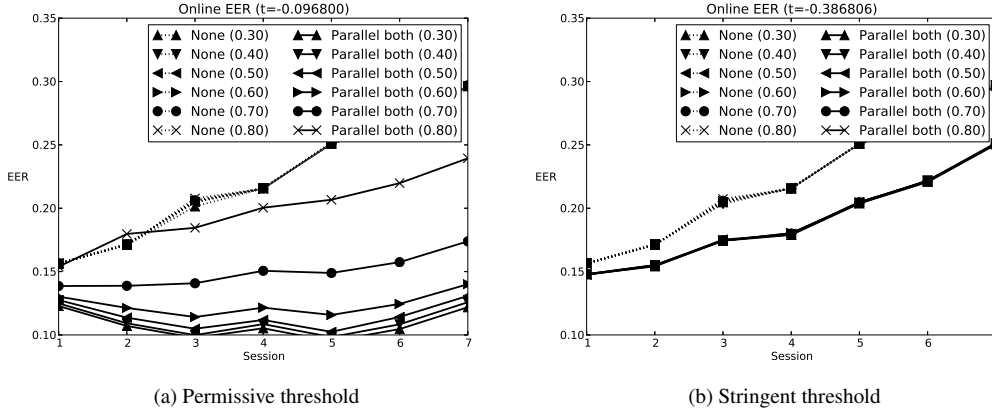 Online EER (t=-0.096800)
0.35
0.30
0.25
0.20
0.15
0.10
EER
1 2 3 4 5 6 7
Session
None (0.30) Parallel both (0.30)
None (0.40) Parallel both (0.40)
None (0.50) Parallel both (0.50)
None (0.60) Parallel both (0.60)
None (0.70) Parallel both (0.70)
None (0.80) Parallel both (0.80)
(a) Permissive threshold
Online EER (t=-0.386806)
0.35
0.30
0.25
0.20
0.15
0.10
EER
1 2 3 4 5 6
Session
None (0.30) Parallel both (0.30)
None (0.40) Parallel both (0.40)
None (0.50) Parallel both (0.50)
None (0.60) Parallel both (0.60)
None (0.70) Parallel both (0.70)
None (0.80) Parallel both (0.80)
(b) Stringent threshold